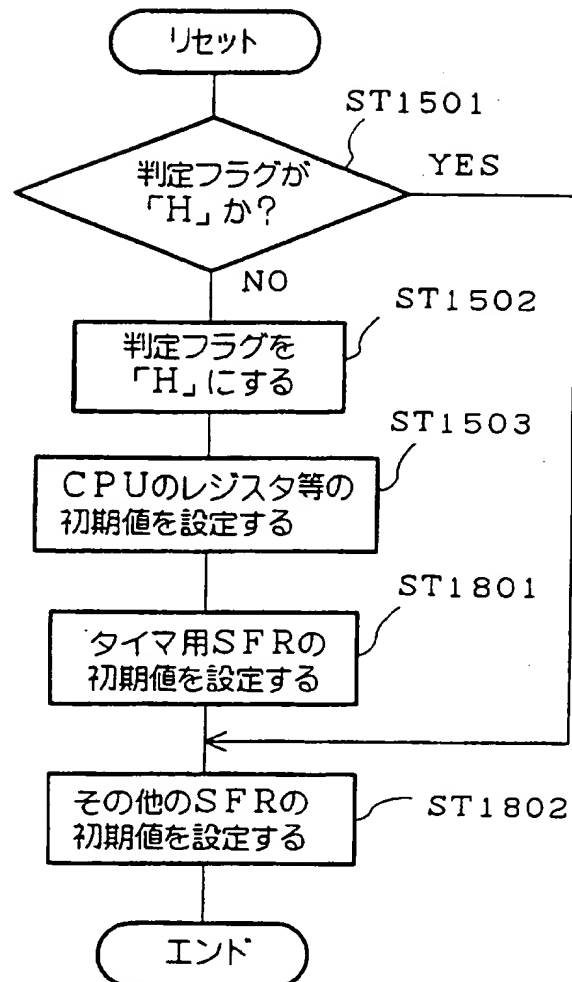 リセット
ST1501
判定フラグが
「H」か?
YES
NO
ST1502
判定フラグを
「H」にする
ST1503
CPUのレジスタ等の
初期値を設定する
ST1801
タイマ用SFRの
初期値を設定する
その他のSFRの
初期値を設定する
ST1802
エンド